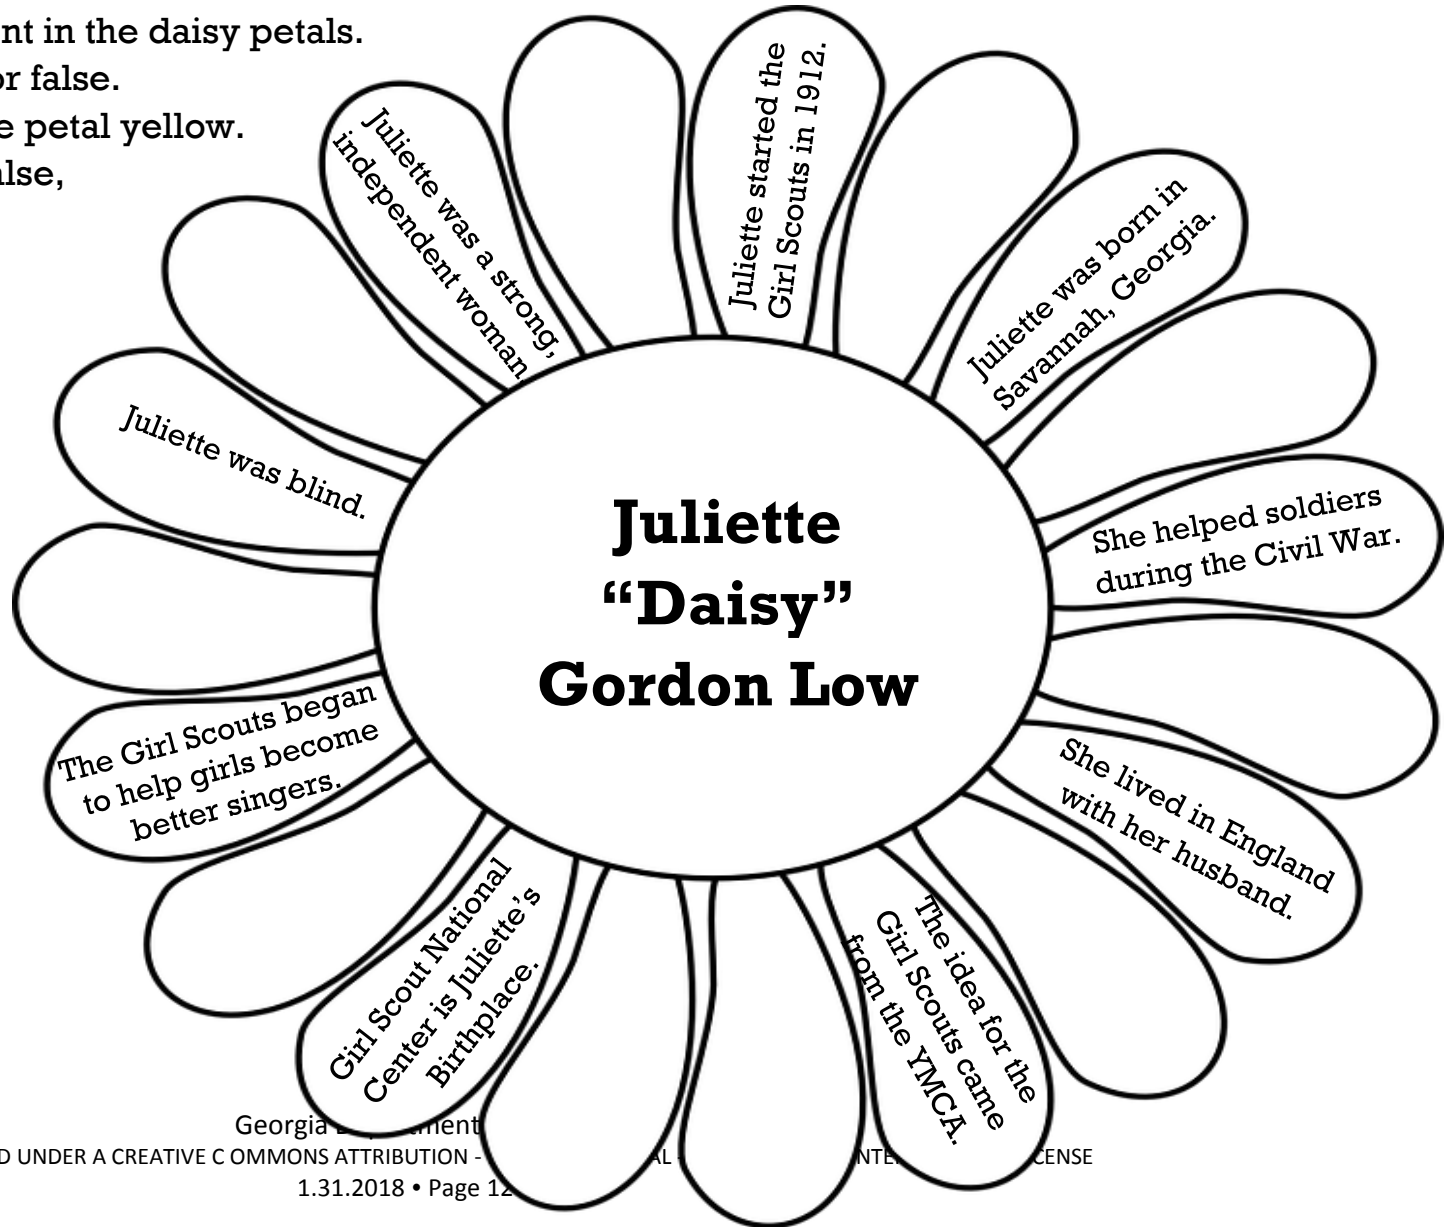 nt in the daisy petals.
or false.
e petal yellow.
alse,
Juliette started the
Girl Scouts in 1912.
Juliette was born in
Savannah, Georgia.
She helped soldiers
during the Civil War.
She lived in England
with her husband.
The idea for the
Girl Scouts came
from the YMCA.
Girl Scout National
Center is Juliette's
Birthplace.
The Girl Scouts began
to help girls become
better singers.
Juliette was blind.
Juliette was a strong,
independent woman.
Juliette
“Daisy”
Gordon Low
Georgia
D UNDER A CREATIVE C OMMONS ATTRIBUTION -
CENSE
1.31.2018 • Page 12